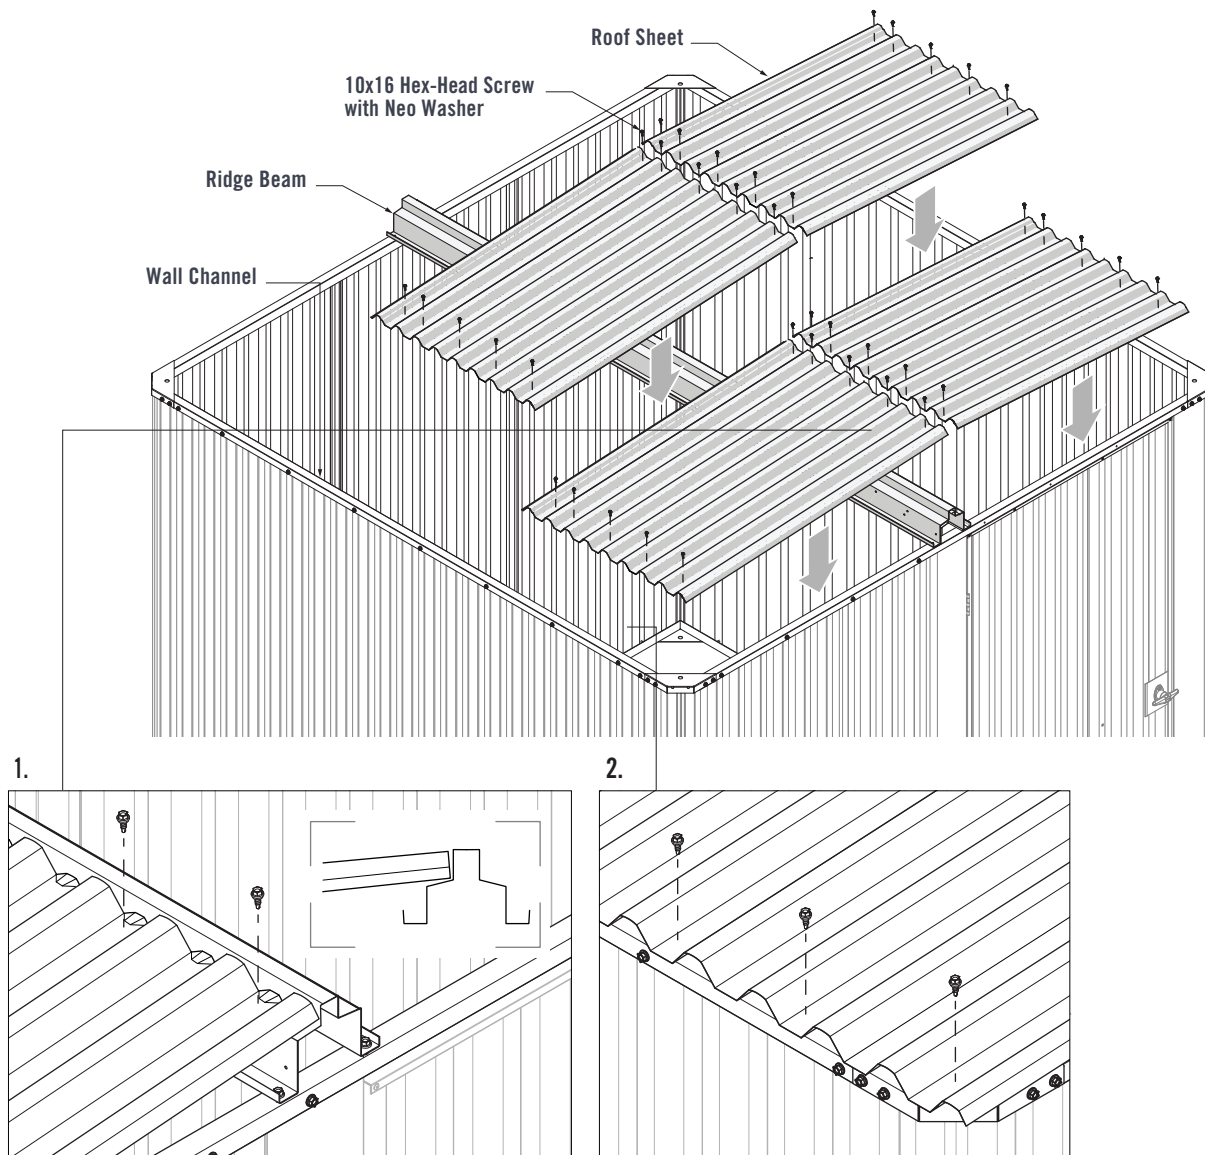 Roof Sheet
10x16 Hex-Head Screw
with Neo Washer
Ridge Beam
Wall Channel
1.
2.